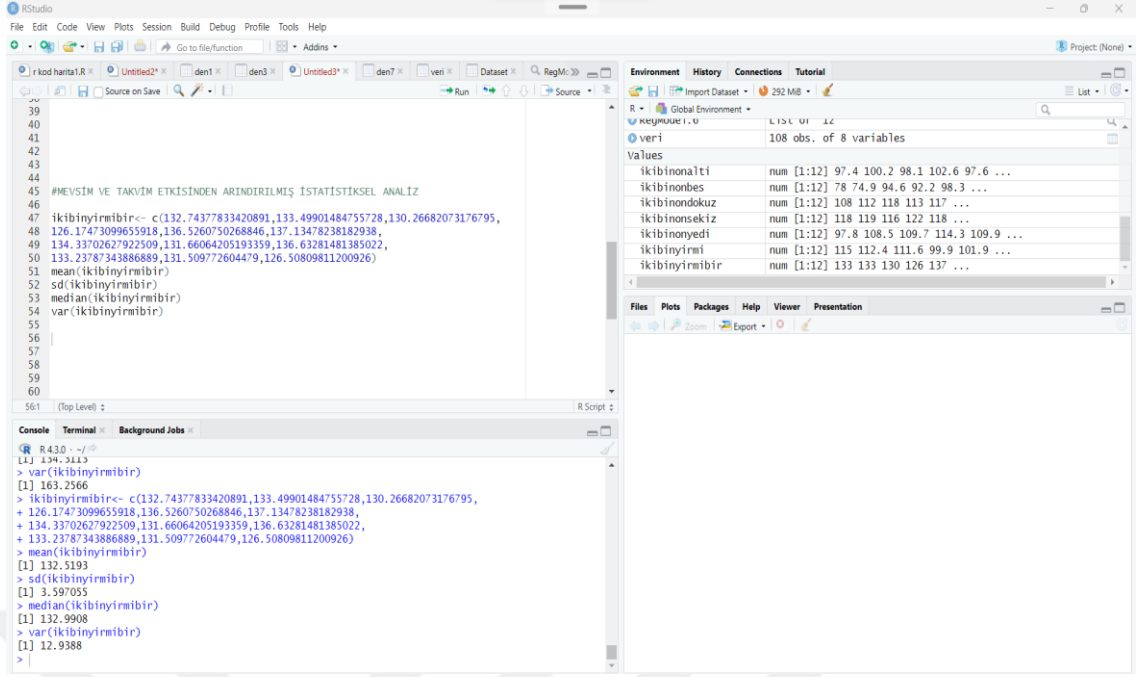 RStudio
File Edit Code View Plots Session Build Debug Profile Tools Help
Go to file/function
Addins
Project: (None)
r kod harita1.R
Untitled2*
den1
den3
Untitled3*
den7
veri
Dataset
RegMc
Source on Save
Run
Source
39
40
41
42
43
44
45 #MEVSİM VE TAKVİM ETKİSİNDEN ARINDIRILMIŞ İSTATİSTİKSEL ANALİZ
46
47 ikibinyirmibir<- c(132.74377833420891,133.49901484755728,130.26682073176795,
48 126.17473099655918,136.5260750268846,137.13478238182938,
49 134.33702627922509,131.66064205193359,136.63281481385022,
50 133.23787343886889,131.509772604479,126.50809811200926)
51 mean(ikibinyirmibir)
52 sd(ikibinyirmibir)
53 median(ikibinyirmibir)
54 var(ikibinyirmibir)
55
56
57
58
59
60
56:1 (Top Level) R Script
Console Terminal Background Jobs
R 4.3.0 · ~/
[1] 134.3113
> var(ikibinyirmibir)
[1] 163.2566
> ikibinyirmibir<- c(132.74377833420891,133.49901484755728,130.26682073176795,
+ 126.17473099655918,136.5260750268846,137.13478238182938,
+ 134.33702627922509,131.66064205193359,136.63281481385022,
+ 133.23787343886889,131.509772604479,126.50809811200926)
> mean(ikibinyirmibir)
[1] 132.5193
> sd(ikibinyirmibir)
[1] 3.597055
> median(ikibinyirmibir)
[1] 132.9908
> var(ikibinyirmibir)
[1] 12.9388
>
Environment History Connections Tutorial
Import Dataset 292 MiB List
R Global Environment
RegModel.6 List of 12
veri 108 obs. of 8 variables
Values
ikibinonalti num [1:12] 97.4 100.2 98.1 102.6 97.6 ...
ikibinonbes num [1:12] 78 74.9 94.6 92.2 98.3 ...
ikibinondokuz num [1:12] 108 112 118 113 117 ...
ikibinonsekiz num [1:12] 118 119 116 122 118 ...
ikibinonyedi num [1:12] 97.8 108.5 109.7 114.3 109.9 ...
ikibinyirmi num [1:12] 115 112.4 111.6 99.9 101.9 ...
ikibinyirmibir num [1:12] 133 133 130 126 137 ...
Files Plots Packages Help Viewer Presentation
Zoom Export